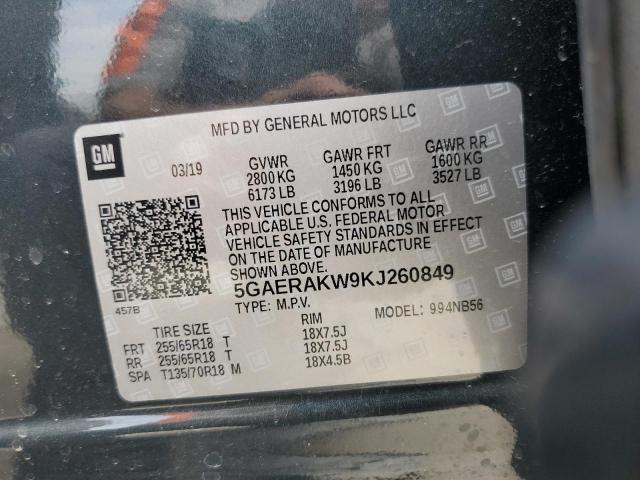 MFD BY GENERAL MOTORS LLC
GM
03/19
GVWR GAWR FRT GAWR RR
2800 KG 1450 KG 1600 KG
6173 LB 3196 LB 3527 LB
THIS VEHICLE CONFORMS TO ALL
APPLICABLE U.S. FEDERAL MOTOR
VEHICLE SAFETY STANDARDS IN EFFECT
ON THE DATE OF MANUFACTURE
SHOWN ABOVE.
457B
5GAERAKW9KJ260849
TYPE: M.P.V. MODEL: 994NB56
TIRE SIZE RIM
FRT 255/65R18 T 18X7.5J
RR 255/65R18 T 18X7.5J
SPA T135/70R18 M 18X4.5B